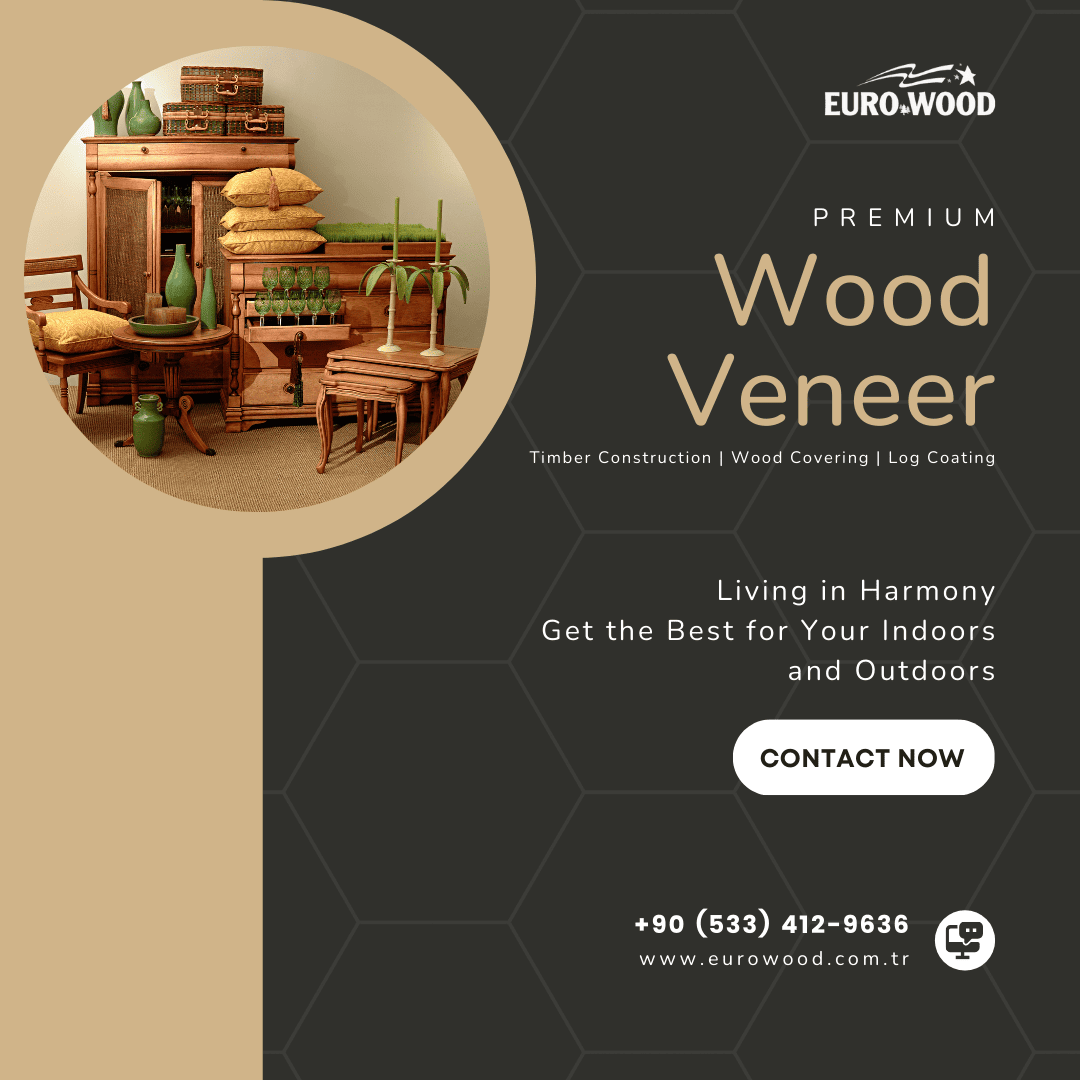 EURO WOOD
PREMIUM
Wood
Veneer
Timber Construction | Wood Covering | Log Coating
Living in Harmony
Get the Best for Your Indoors
and Outdoors
CONTACT NOW
+90 (533) 412-9636
www.eurowood.com.tr